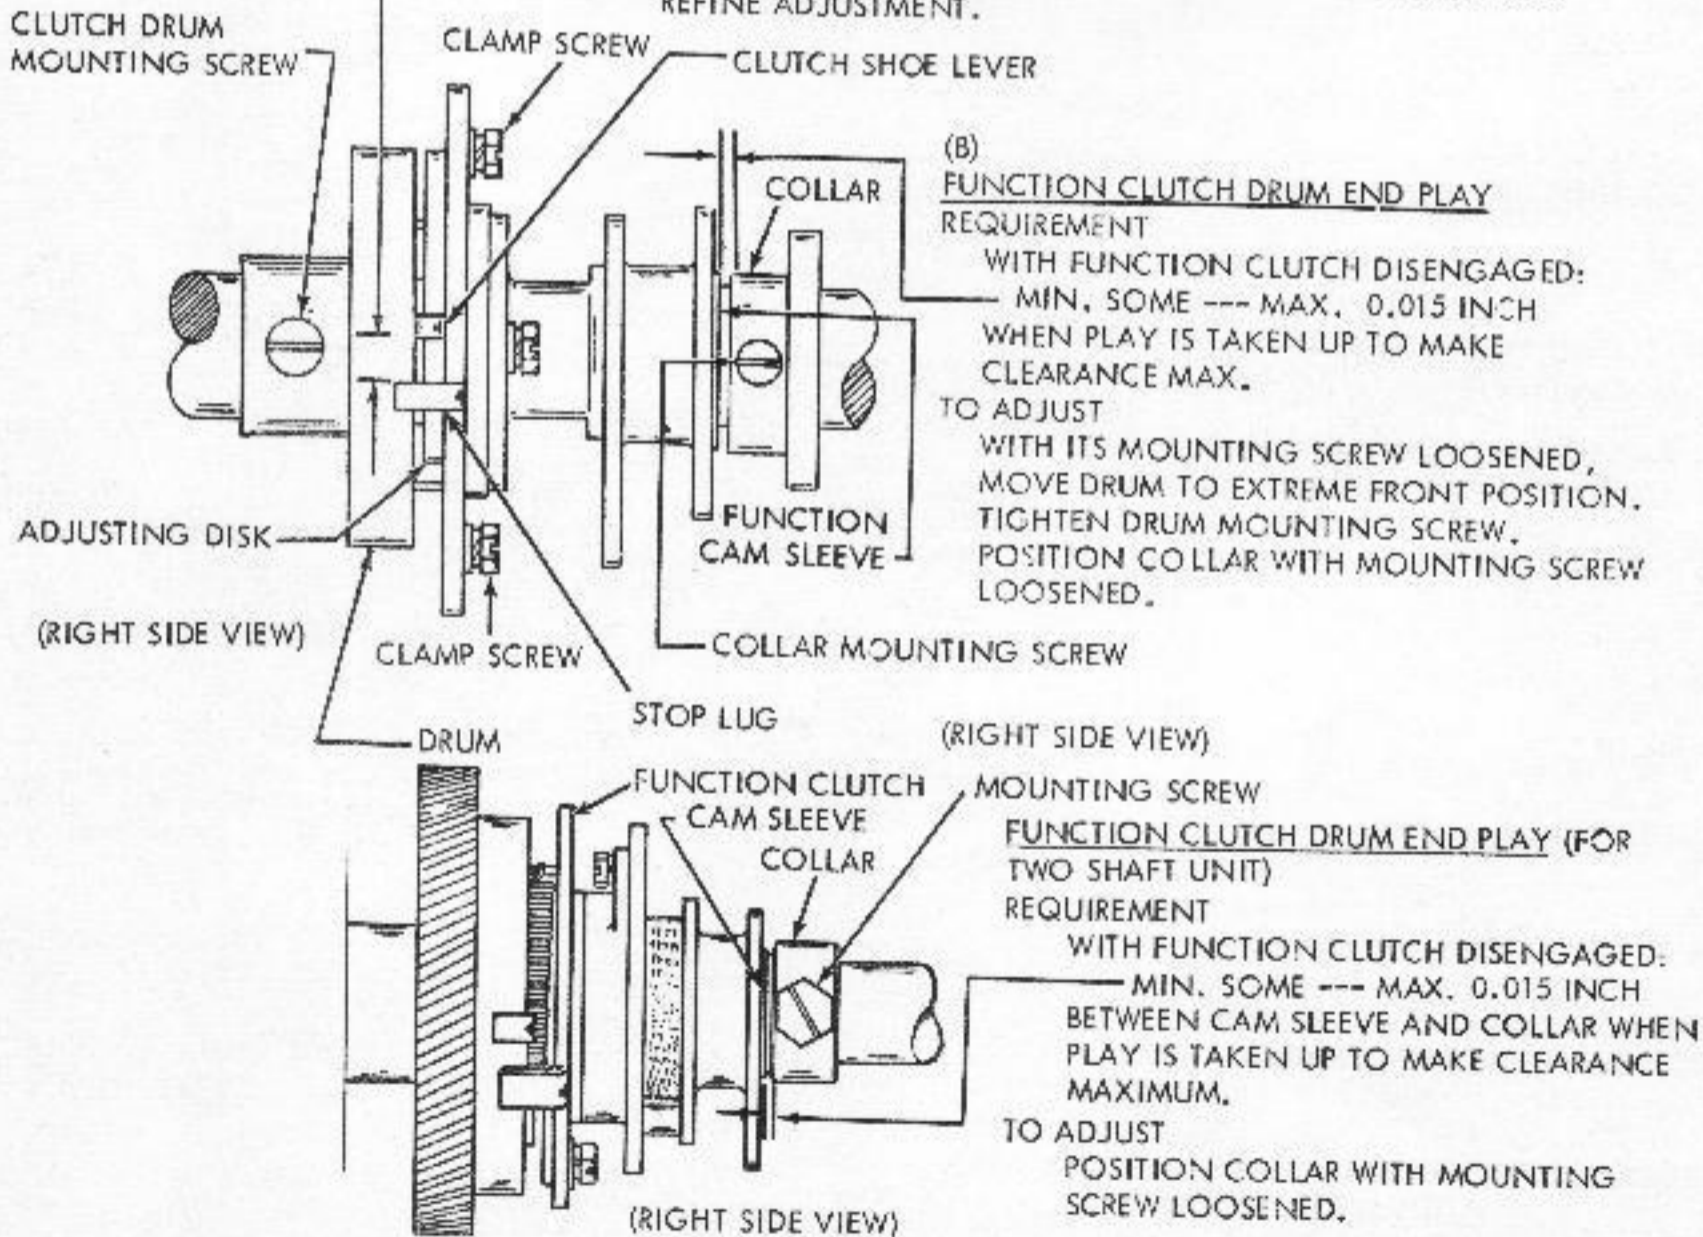 REFINE ADJUSTMENT.
CLUTCH DRUM
MOUNTING SCREW
CLAMP SCREW
CLUTCH SHOE LEVER
COLLAR
(B)
FUNCTION CLUTCH DRUM END PLAY
REQUIREMENT
WITH FUNCTION CLUTCH DISENGAGED:
MIN. SOME --- MAX. 0.015 INCH
WHEN PLAY IS TAKEN UP TO MAKE
CLEARANCE MAX.
TO ADJUST
WITH ITS MOUNTING SCREW LOOSENED,
MOVE DRUM TO EXTREME FRONT POSITION.
TIGHTEN DRUM MOUNTING SCREW.
POSITION COLLAR WITH MOUNTING SCREW
LOOSENED.
ADJUSTING DISK
FUNCTION
CAM SLEEVE
(RIGHT SIDE VIEW)
CLAMP SCREW
COLLAR MOUNTING SCREW
STOP LUG
DRUM
(RIGHT SIDE VIEW)
FUNCTION CLUTCH
CAM SLEEVE
COLLAR
MOUNTING SCREW
FUNCTION CLUTCH DRUM END PLAY (FOR
TWO SHAFT UNIT)
REQUIREMENT
WITH FUNCTION CLUTCH DISENGAGED:
MIN. SOME --- MAX. 0.015 INCH
BETWEEN CAM SLEEVE AND COLLAR WHEN
PLAY IS TAKEN UP TO MAKE CLEARANCE
MAXIMUM.
TO ADJUST
POSITION COLLAR WITH MOUNTING
SCREW LOOSENED.
(RIGHT SIDE VIEW)